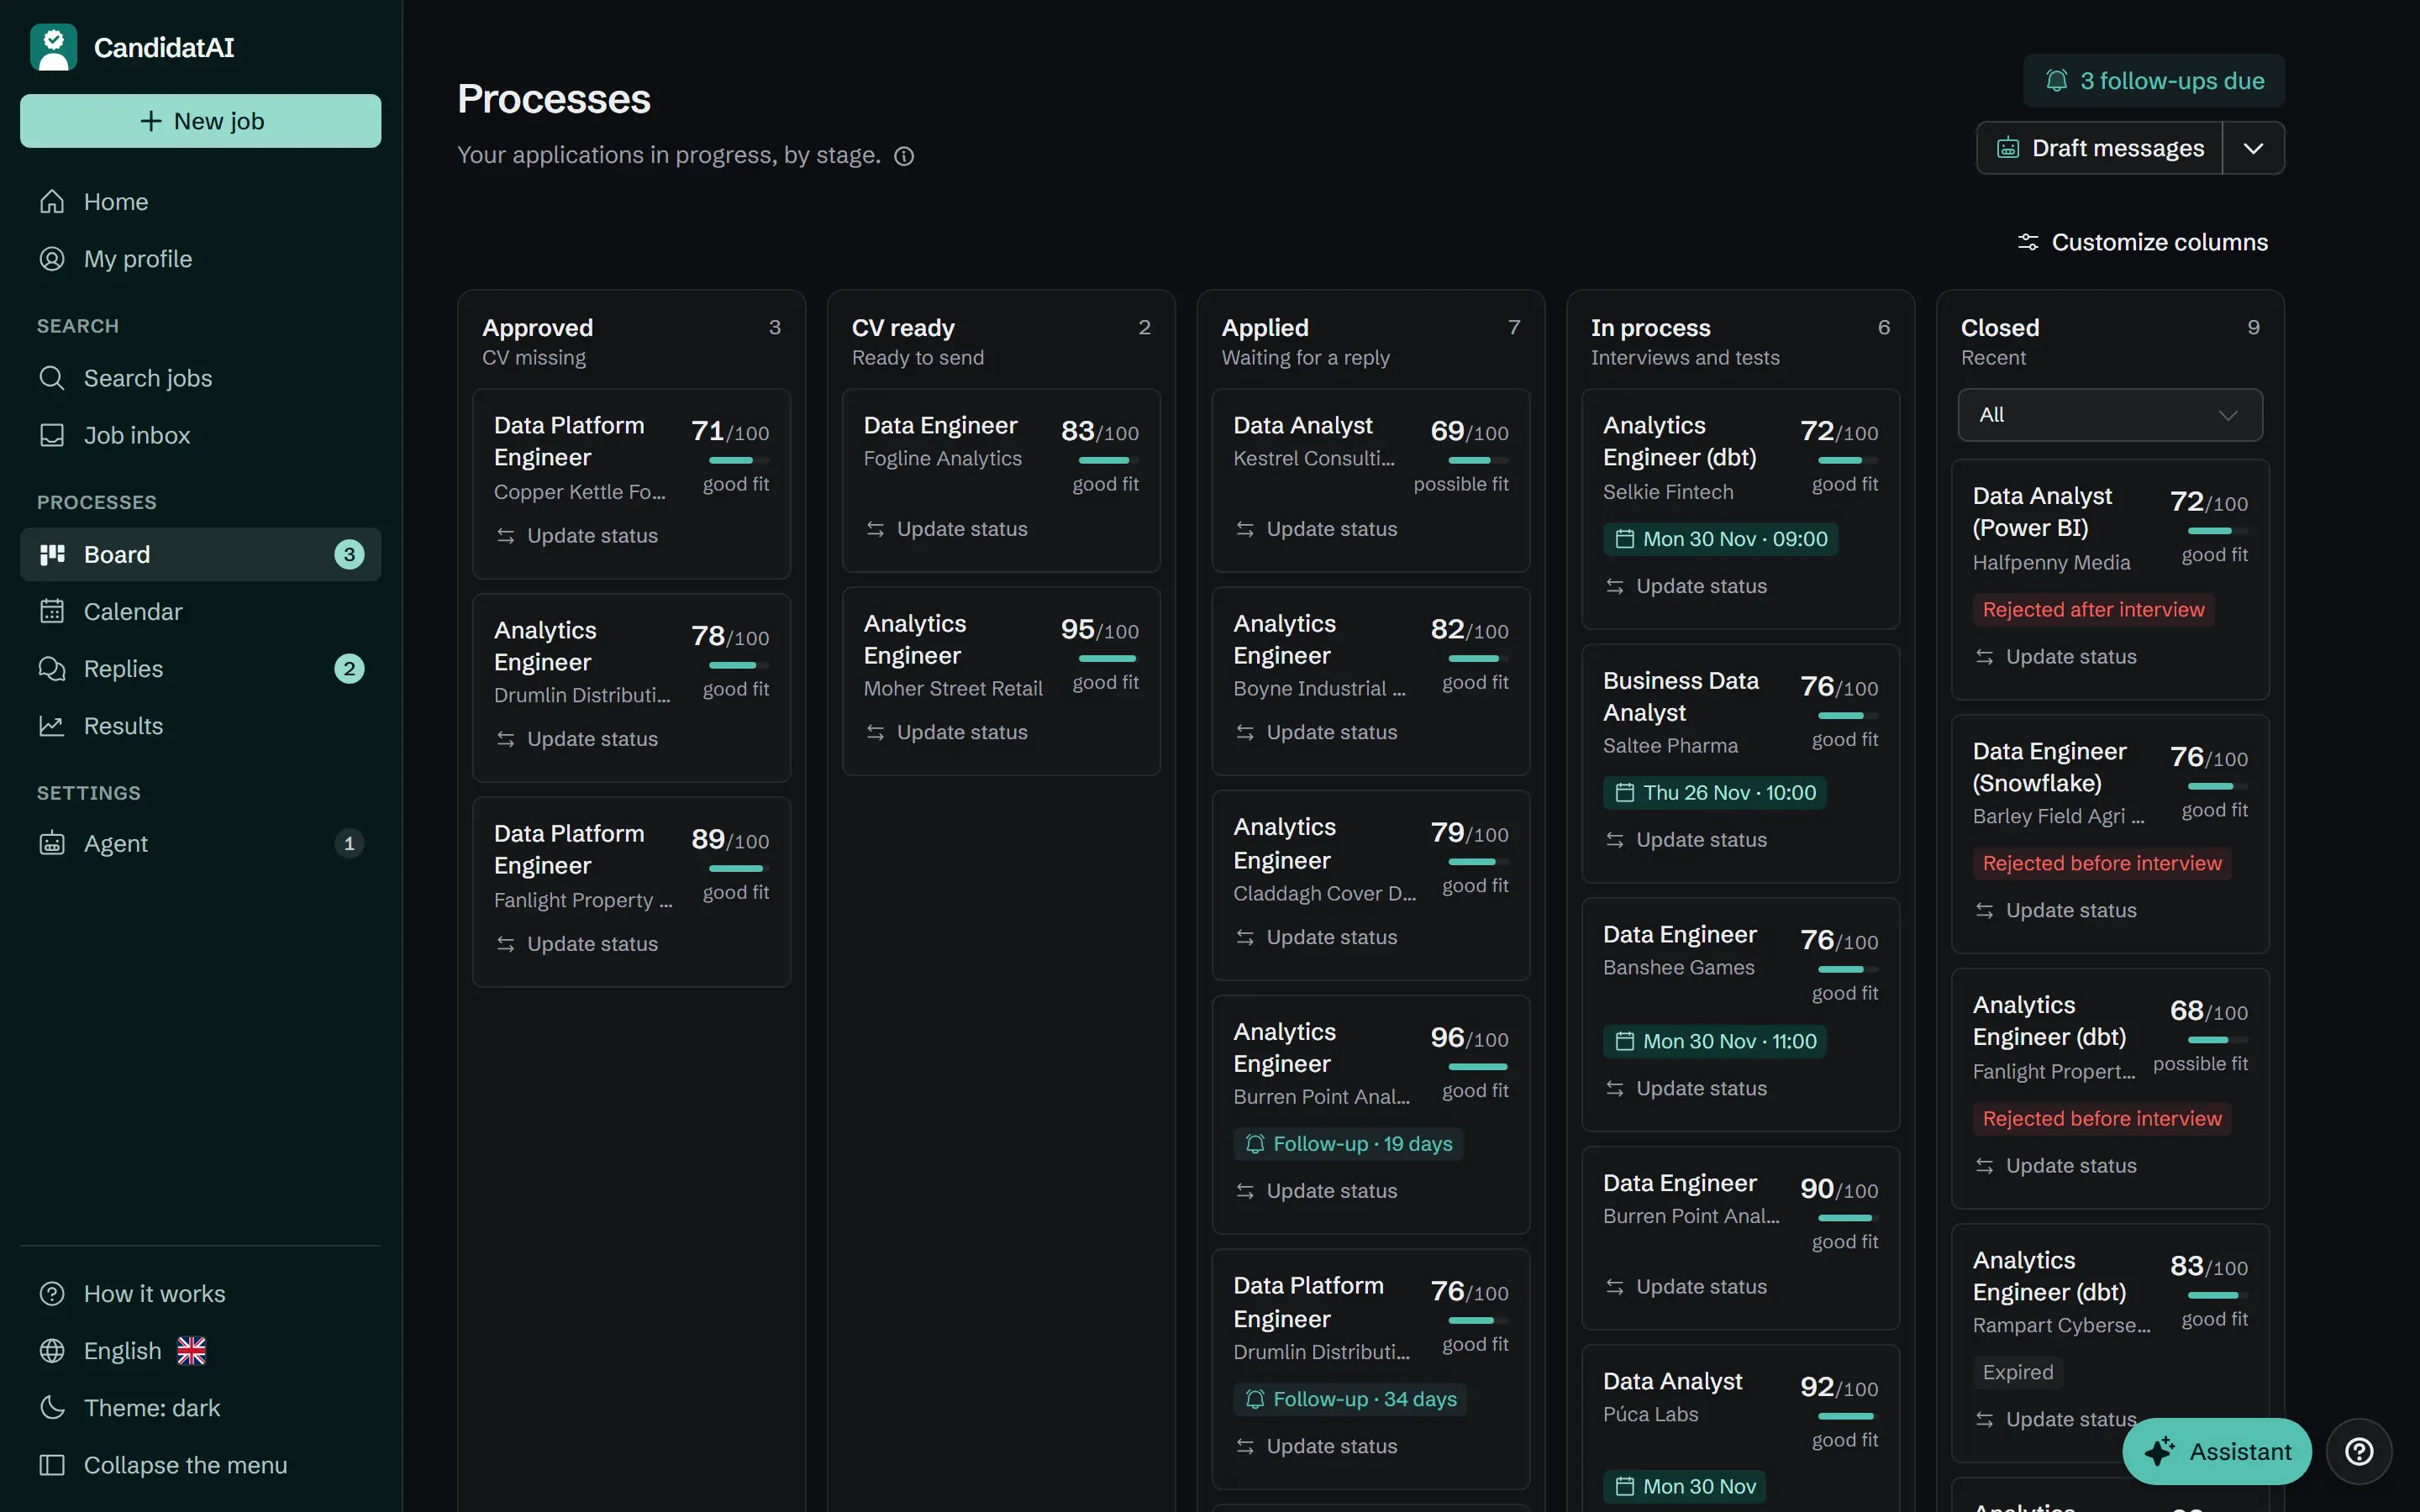 CandidatAI
New job
Home
My profile
SEARCH
Search jobs
Job inbox
PROCESSES
Board 3
Calendar
Replies 2
Results
SETTINGS
Agent 1
How it works
English
Theme: dark
Collapse the menu
Processes
Your applications in progress, by stage.
3 follow-ups due
Draft messages
Customize columns
Approved 3
CV missing
Data Platform Engineer 71/100
Copper Kettle Fo... good fit
Update status
Analytics Engineer 78/100
Drumlin Distributi... good fit
Update status
Data Platform Engineer 89/100
Fanlight Property ... good fit
Update status
CV ready 2
Ready to send
Data Engineer 83/100
Fogline Analytics good fit
Update status
Analytics Engineer 95/100
Moher Street Retail good fit
Update status
Applied 7
Waiting for a reply
Data Analyst 69/100
Kestrel Consulti... possible fit
Update status
Analytics Engineer 82/100
Boyne Industrial ... good fit
Update status
Analytics Engineer 79/100
Claddagh Cover D... good fit
Update status
Analytics Engineer 96/100
Burren Point Anal... good fit
Follow-up · 19 days
Update status
Data Platform Engineer 76/100
Drumlin Distributi... good fit
Follow-up · 34 days
Update status
In process 6
Interviews and tests
Analytics Engineer (dbt) 72/100
Selkie Fintech good fit
Mon 30 Nov · 09:00
Update status
Business Data Analyst 76/100
Saltee Pharma good fit
Thu 26 Nov · 10:00
Update status
Data Engineer 76/100
Banshee Games good fit
Mon 30 Nov · 11:00
Update status
Data Engineer 90/100
Burren Point Anal... good fit
Update status
Data Analyst 92/100
Púca Labs good fit
Mon 30 Nov
Closed 9
Recent
All
Data Analyst (Power BI) 72/100
Halfpenny Media good fit
Rejected after interview
Update status
Data Engineer (Snowflake) 76/100
Barley Field Agri ... good fit
Rejected before interview
Update status
Analytics Engineer (dbt) 68/100
Fanlight Propert... possible fit
Rejected before interview
Update status
Analytics Engineer (dbt) 83/100
Rampart Cyberse... good fit
Expired
Update status
Analytics
Assistant